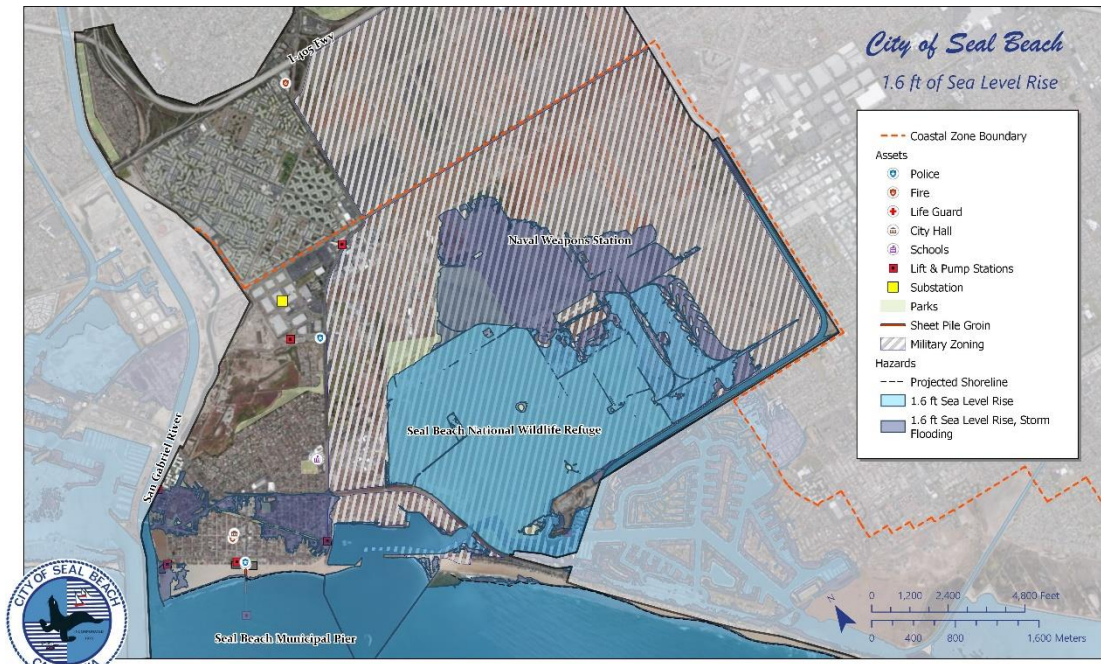 City of Seal Beach
1.6 ft of Sea Level Rise
I-405 Fwy
Coastal Zone Boundary
Assets
Police
Fire
Life Guard
City Hall
Schools
Lift & Pump Stations
Substation
Parks
Sheet Pile Groin
Military Zoning
Hazards
Projected Shoreline
1.6 ft Sea Level Rise
1.6 ft Sea Level Rise, Storm
Flooding
Naval Weapons Station
Seal Beach National Wildlife Refuge
San Gabriel River
Seal Beach Municipal Pier
N
0 1,200 2,400 4,800 Feet
0 400 800 1,600 Meters
CITY OF SEAL BEACH